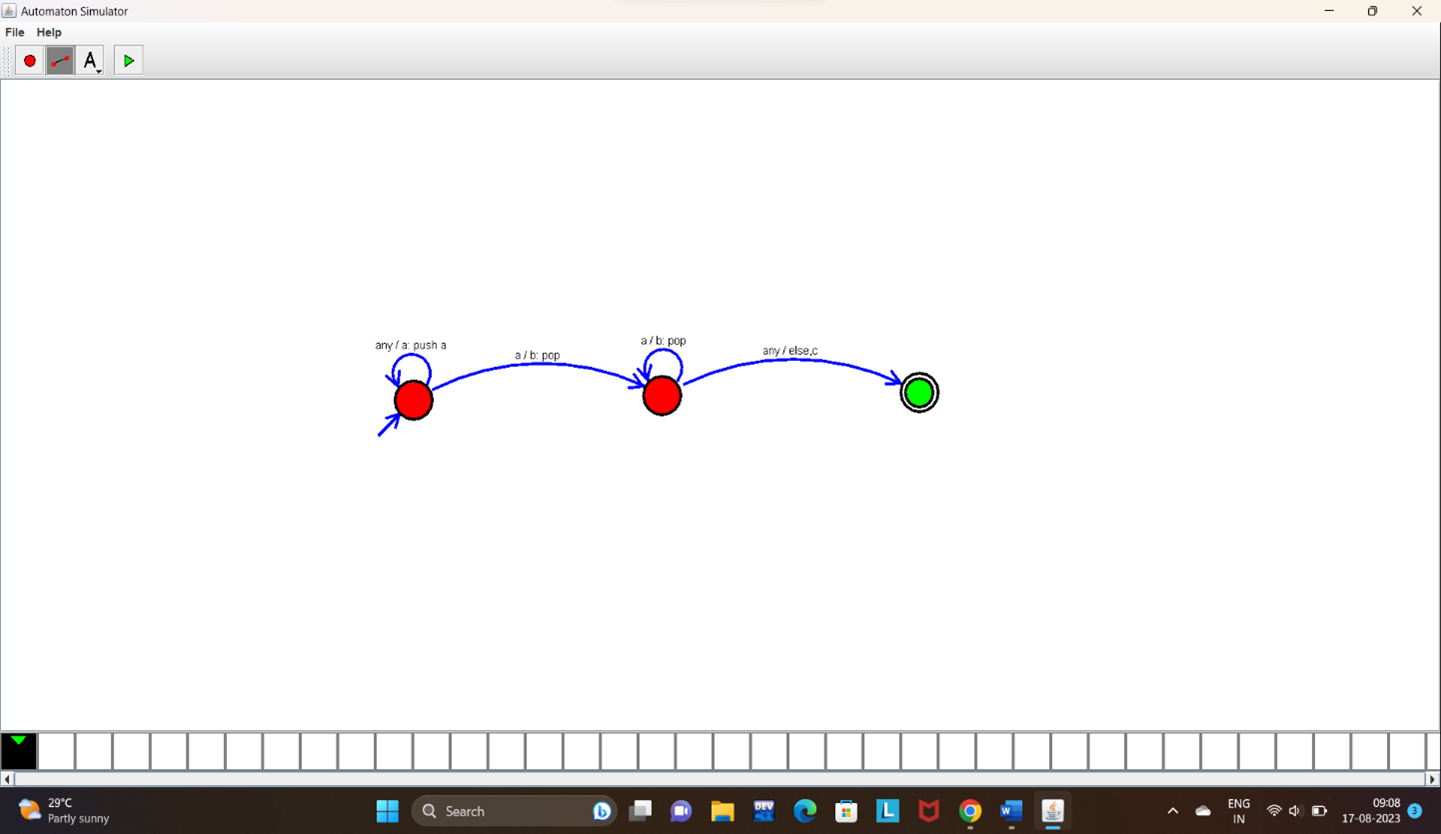 Automaton Simulator
File Help
A
any / a: push a
a / b: pop
a / b: pop
any / else,c
29°C
Partly sunny
Search
DEV
C++
L
W
ENG
IN
09:08
17-08-2023
3